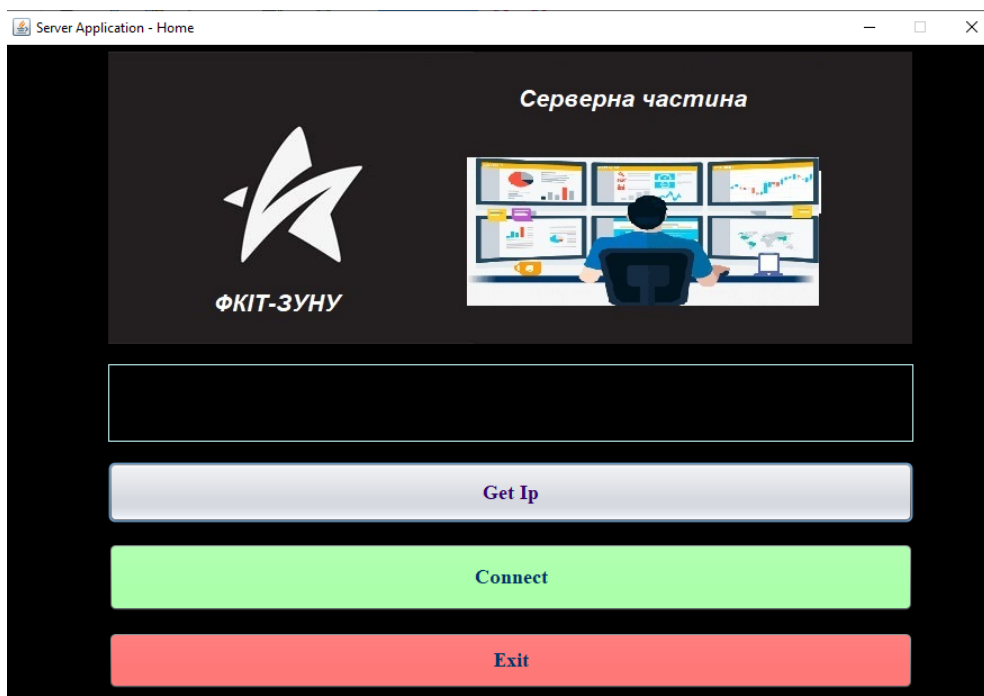 Server Application - Home
Серверна частина
ФКІТ-ЗУНУ
Get Ip
Connect
Exit